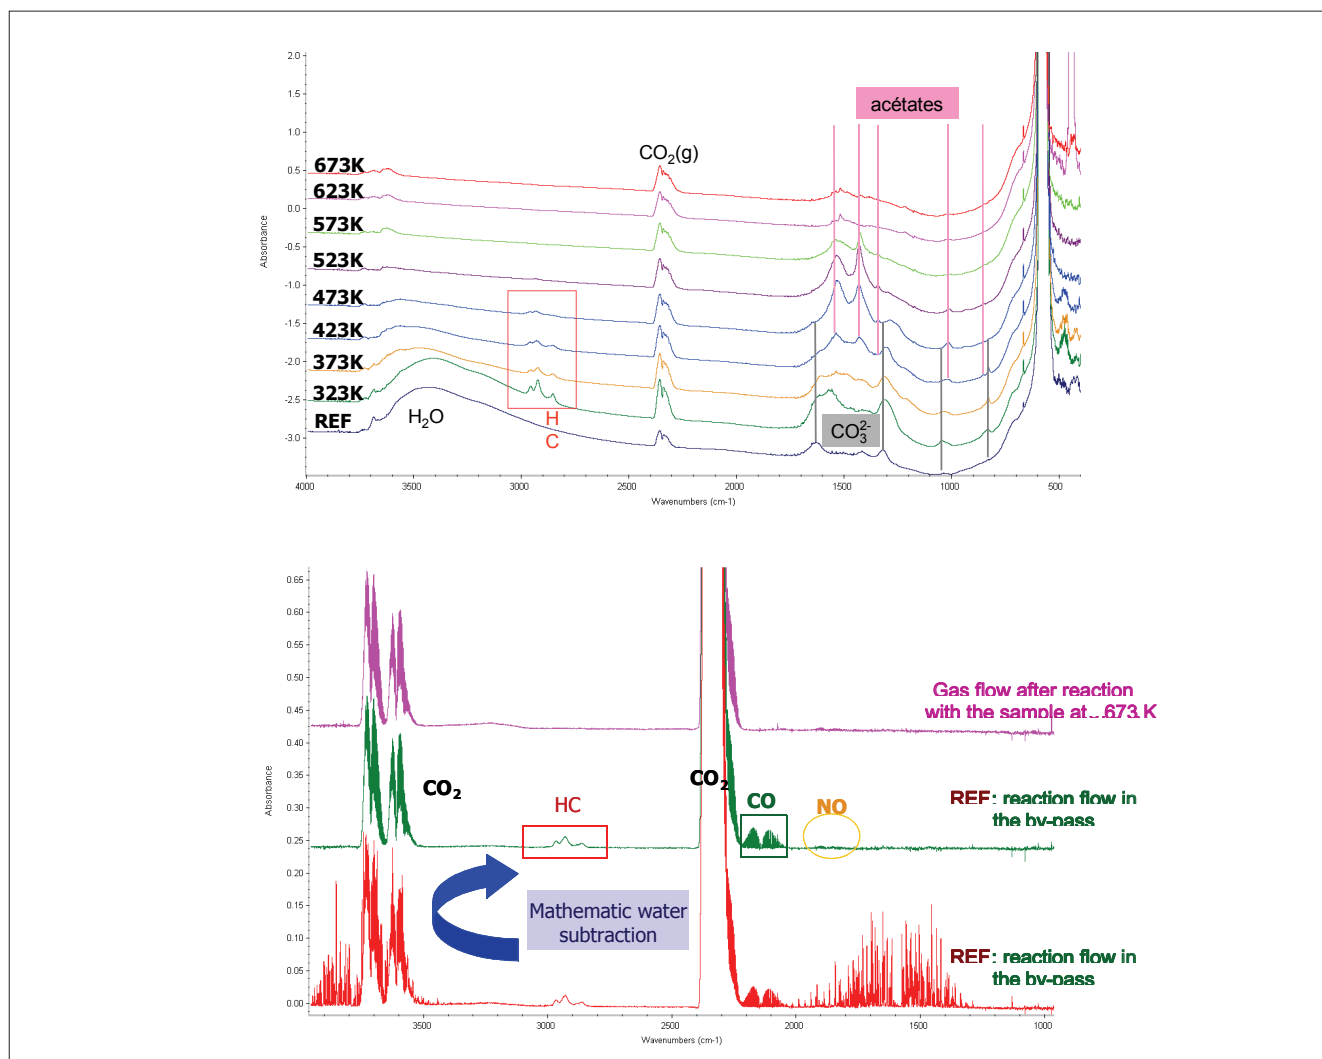 2.0
1.5
acétates
1.0
CO2(g)
673K
0.5
623K
0.0
573K
-0.5
523K
-1.0
473K
-1.5
423K
-2.0
373K
323K
-2.5
REF
H2O
H
C
CO3 2-
-3.0
Absorbance
4000 3500 3000 2500 2000 1500 1000 500
Wavenumbers (cm-1)
0.65
0.60
0.55
0.50
0.45
Gas flow after reaction
with the sample at 673 K
0.40
0.35
CO2
CO2
CO
NO
HC
0.30
REF: reaction flow in
the by-pass
0.25
0.20
Mathematic water
subtraction
0.15
0.10
0.05
0.00
REF: reaction flow in
the by-pass
Absorbance
3500 3000 2500 2000 1500 1000
Wavenumbers (cm-1)